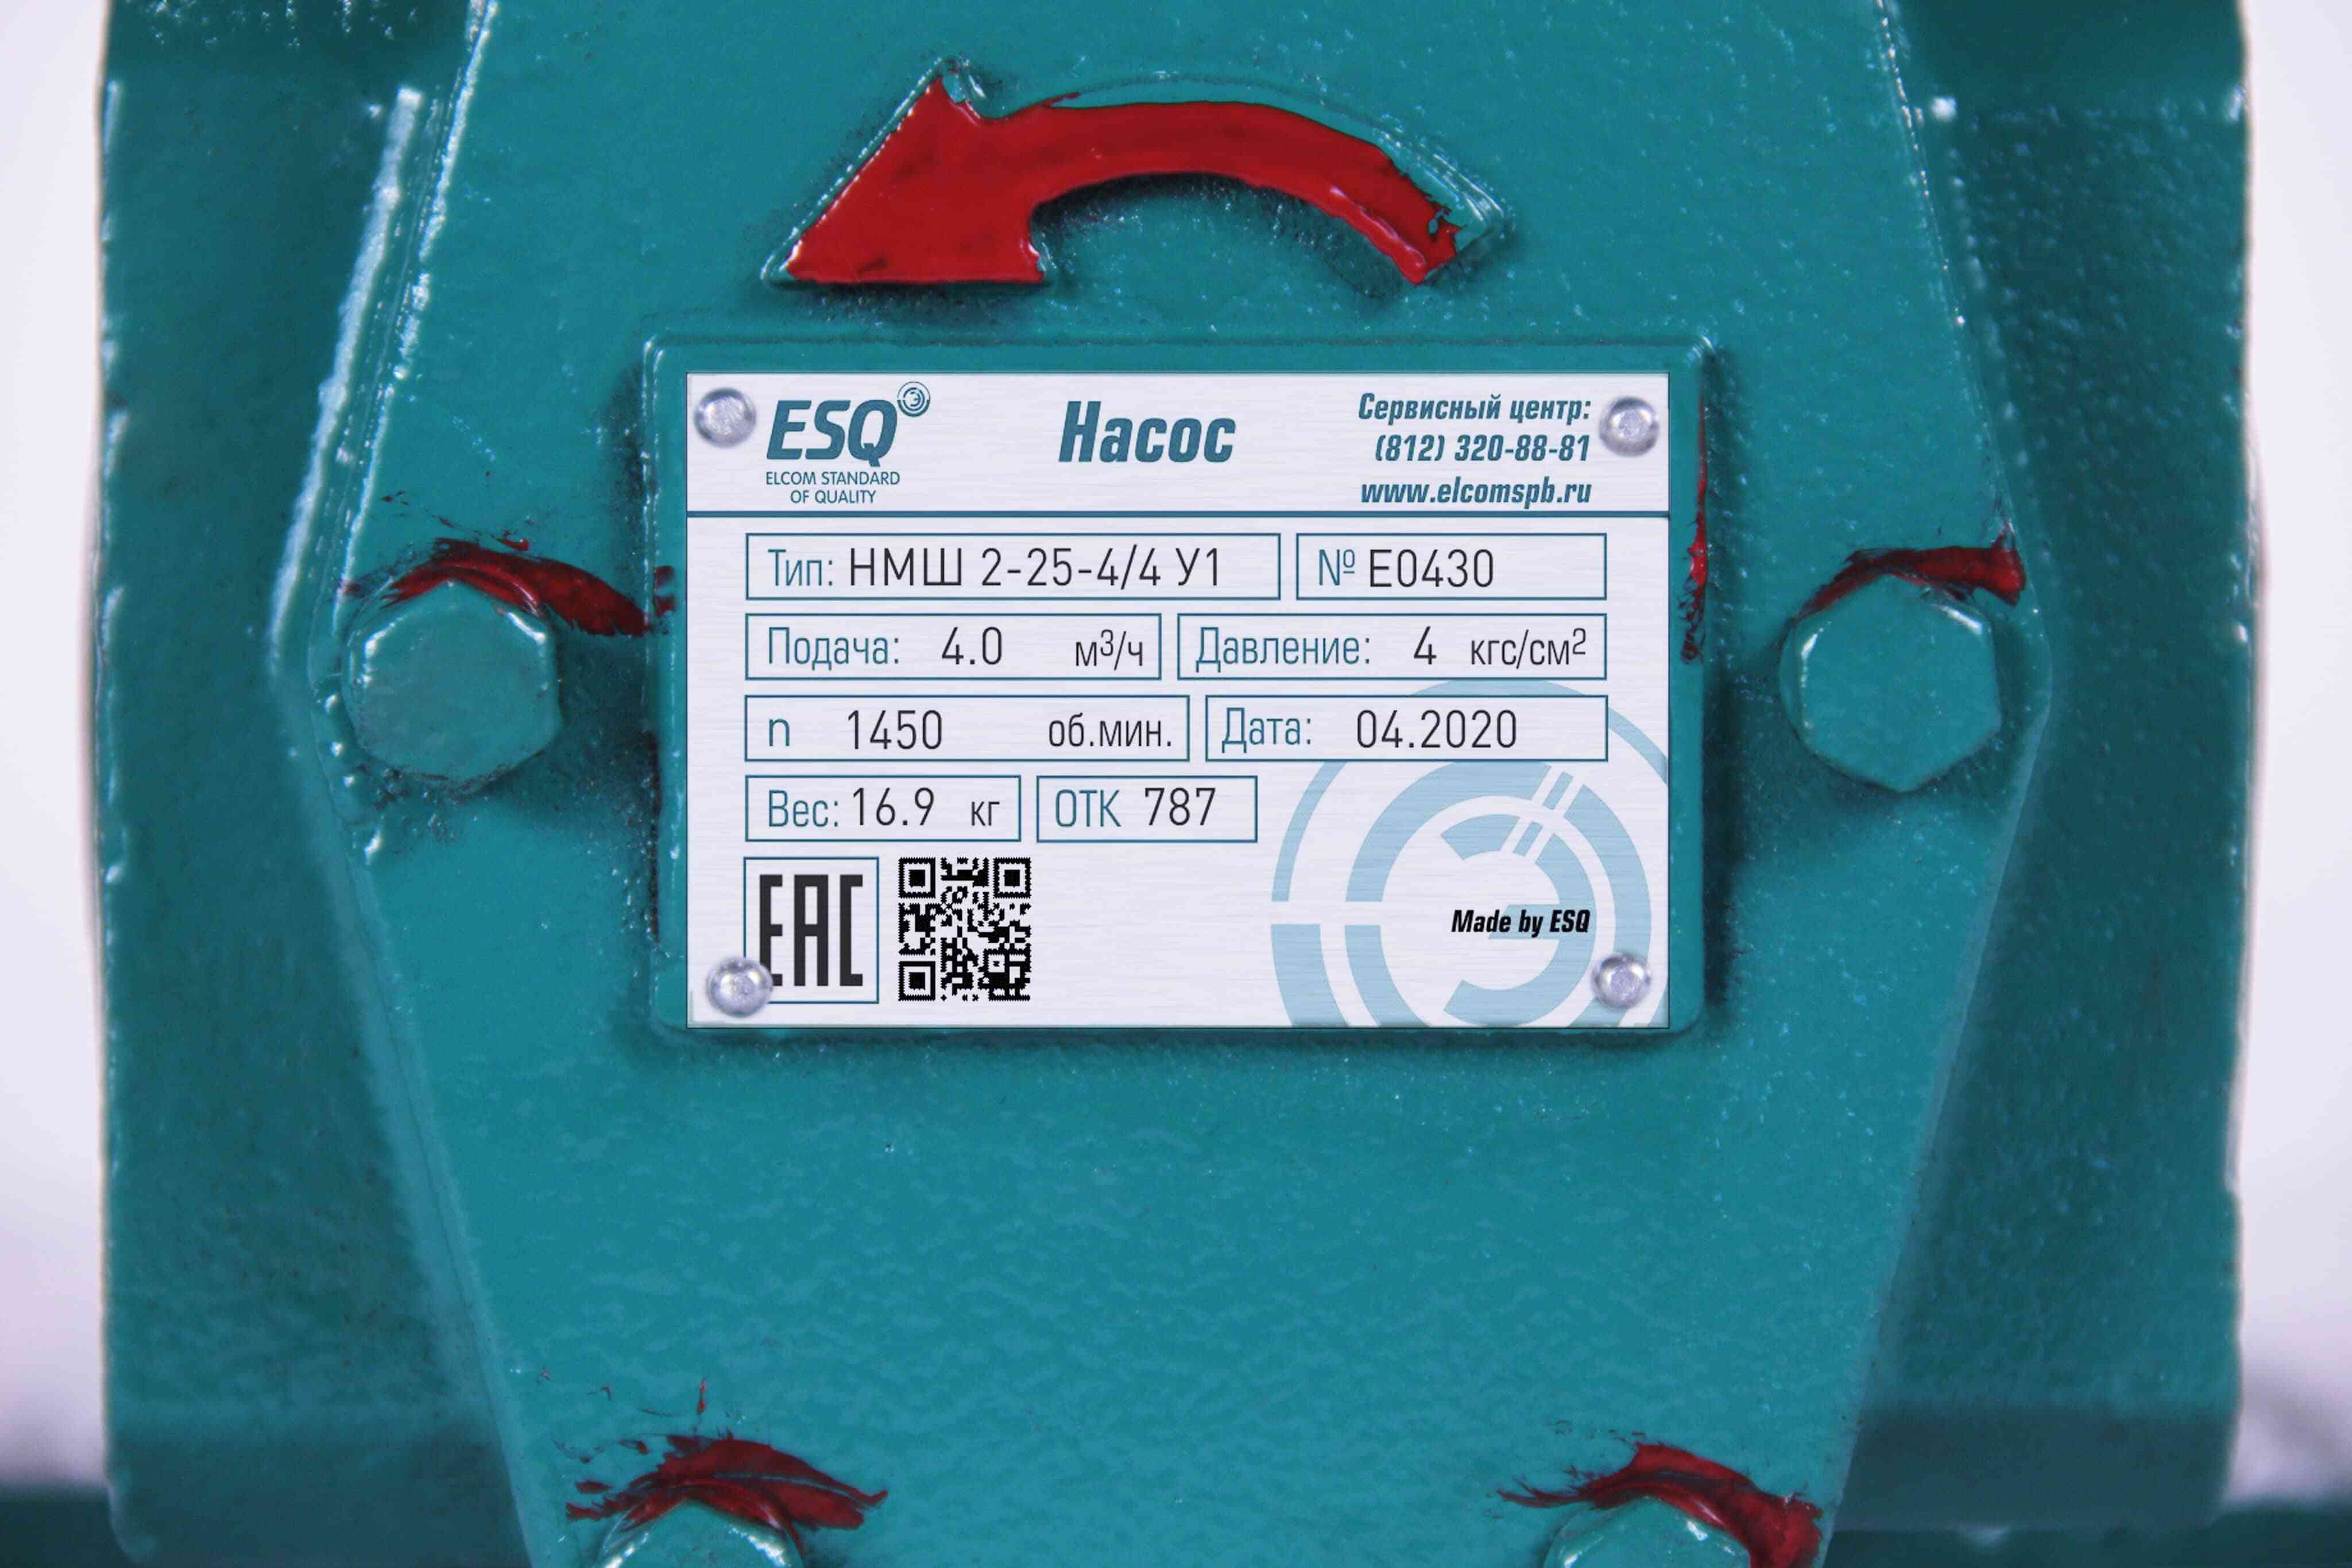 ESQ
ELCOM STANDARD
OF QUALITY
Насос
Сервисный центр:
(812) 320-88-81
www.elcomspb.ru
Тип: НМШ 2-25-4/4 У1
№ Е0430
Подача: 4.0 м³/ч
Давление: 4 кгс/см²
n 1450 об.мин.
Дата: 04.2020
Вес: 16.9 кг
ОТК 787
EAC
Made by ESQ